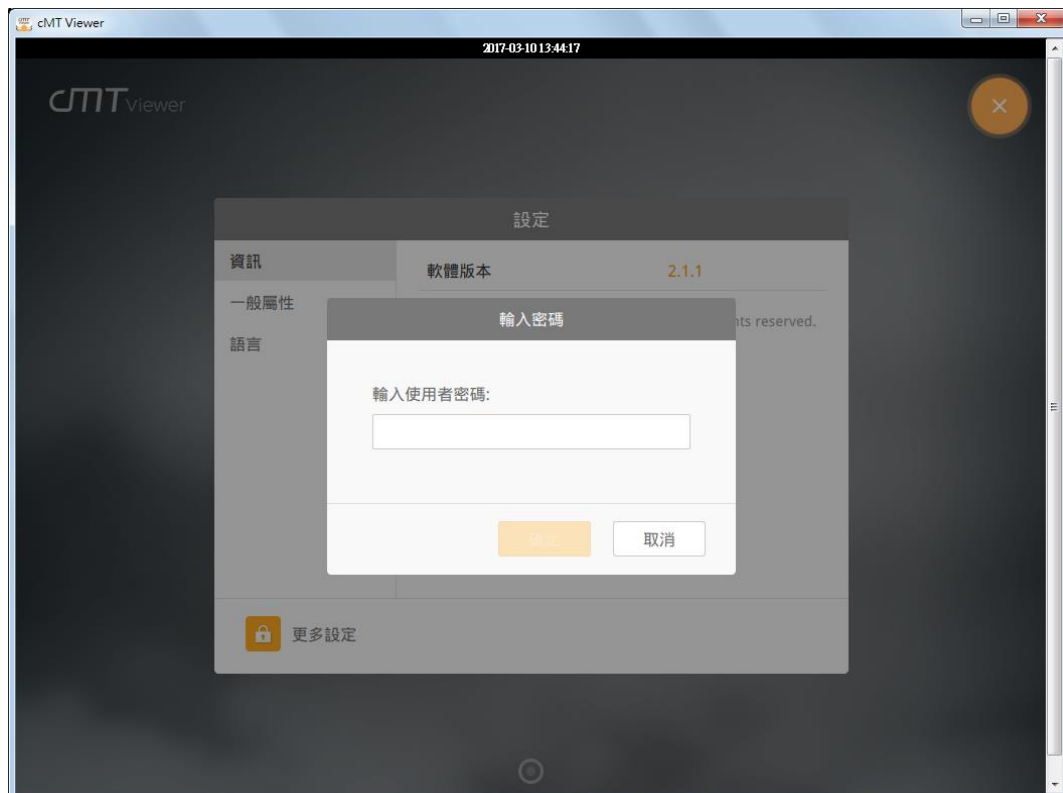 cMT Viewer
2017-03-10 13:44:17
cMT Viewer
設定
資訊
軟體版本 2.1.1
一般屬性
輸入密碼
reserved.
語言
輸入使用者密碼:
確定 取消
更多設定